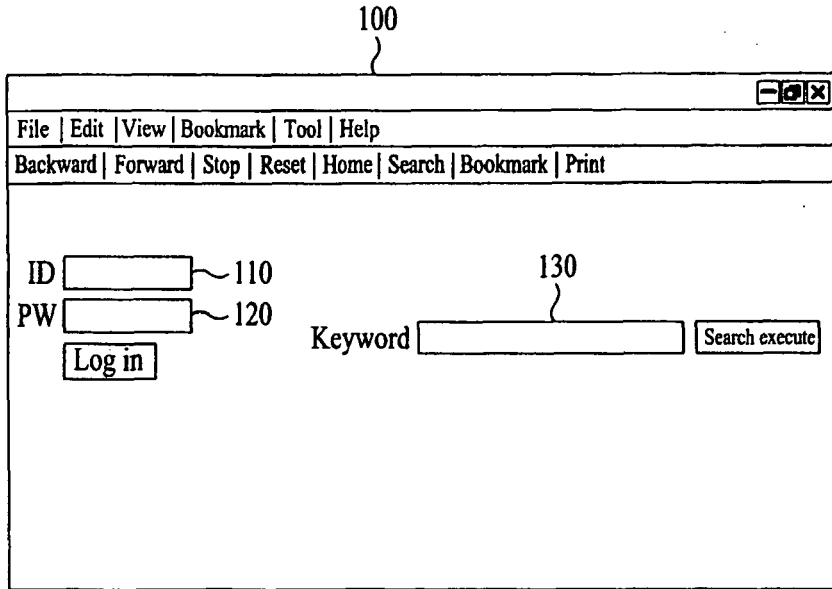 100
File | Edit | View | Bookmark | Tool | Help
Backward | Forward | Stop | Reset | Home | Search | Bookmark | Print
ID 110
PW 120
130
Keyword Search execute
Log in